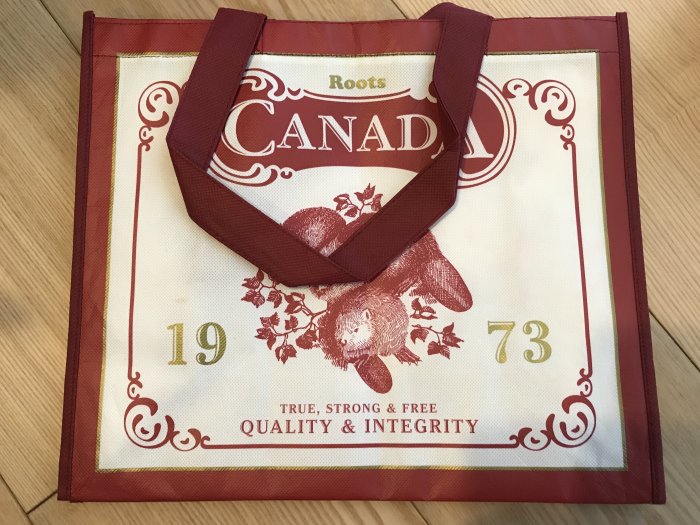 Roots
CANADA
19 73
TRUE, STRONG & FREE
QUALITY & INTEGRITY